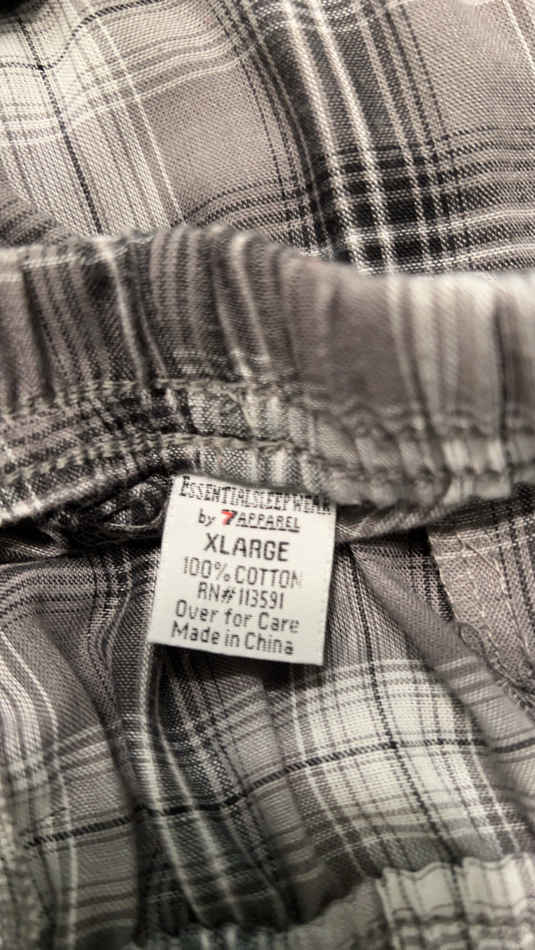 ESSENTIALSLEEPWEAR
by 7 APPAREL
XLARGE
100% COTTON
RN# 113591
Over for Care
Made in China